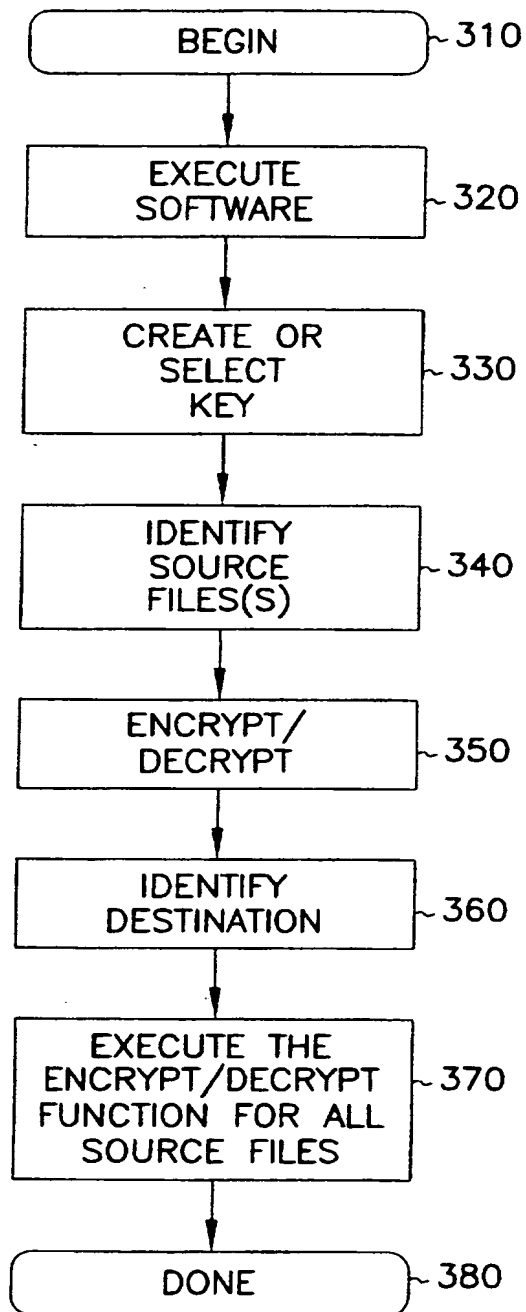 BEGIN
310
EXECUTE
SOFTWARE
320
CREATE OR
SELECT
KEY
330
IDENTIFY
SOURCE
FILES(S)
340
ENCRYPT/
DECRYPT
350
IDENTIFY
DESTINATION
360
EXECUTE THE
ENCRYPT/DECRYPT
FUNCTION FOR ALL
SOURCE FILES
370
DONE
380